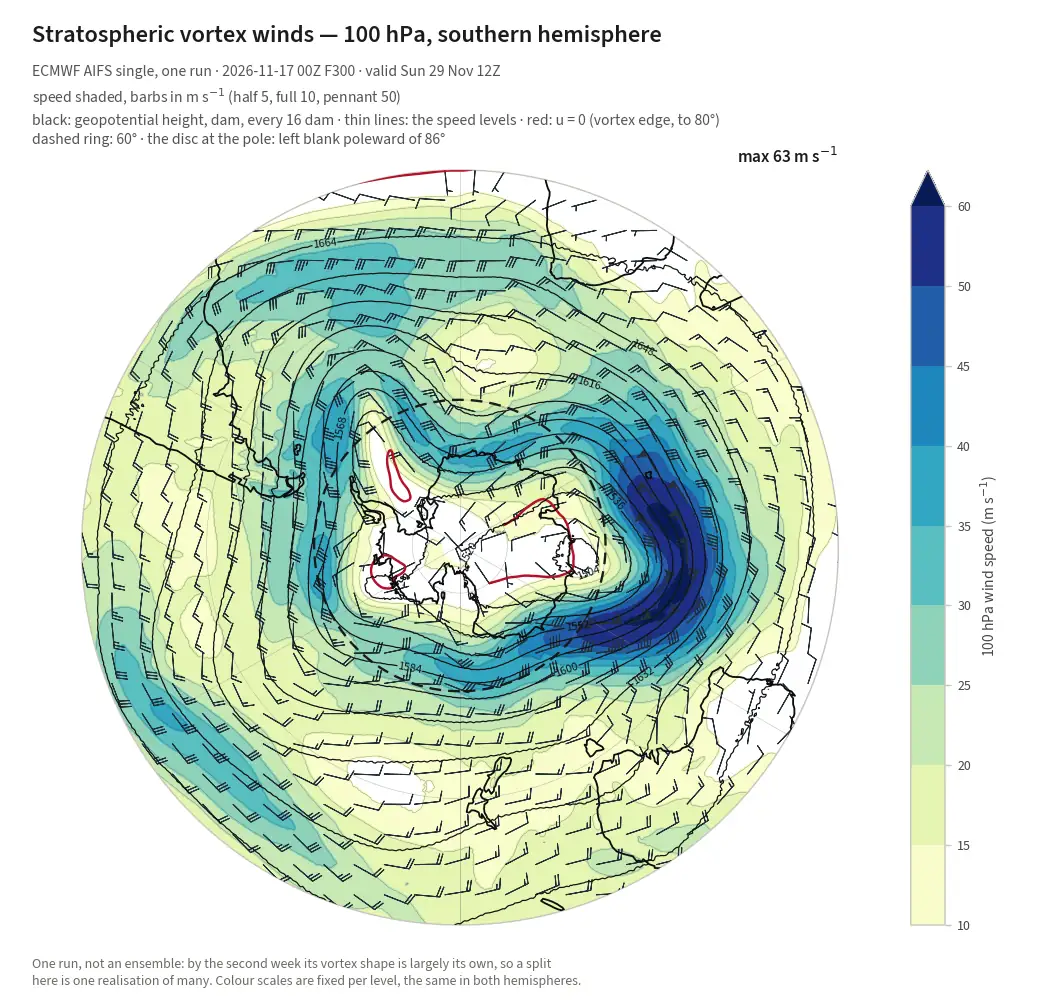 Stratospheric vortex winds — 100 hPa, southern hemisphere
ECMWF AIFS single, one run · 2026-11-17 00Z F300 · valid Sun 29 Nov 12Z
speed shaded, barbs in m s⁻¹ (half 5, full 10, pennant 50)
black: geopotential height, dam, every 16 dam · thin lines: the speed levels · red: u = 0 (vortex edge, to 80°)
dashed ring: 60° · the disc at the pole: left blank poleward of 86°
max 63 m s⁻¹
60
50
45
40
35
30
25
20
15
10
100 hPa wind speed (m s⁻¹)
1664
1648
1616
1568
1536
1520
1504
1552
1584
1600
1632
One run, not an ensemble: by the second week its vortex shape is largely its own, so a split
here is one realisation of many. Colour scales are fixed per level, the same in both hemispheres.